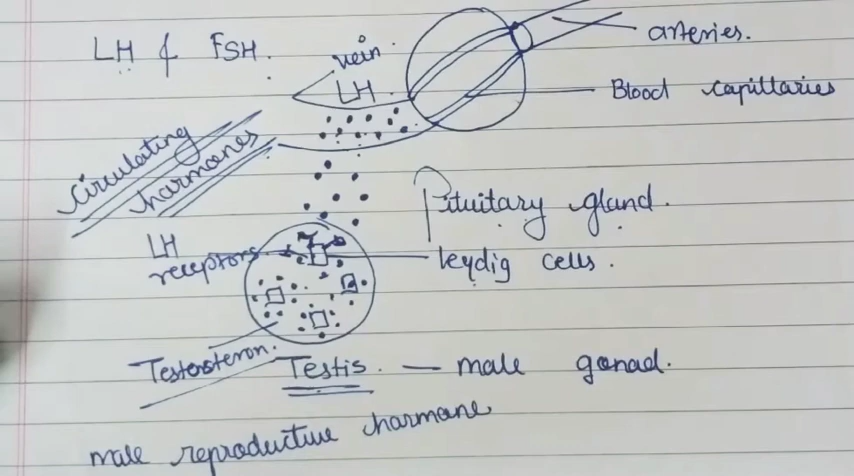 LH & FSH.
vein.
LH
arteries.
Blood capillaries
Circulating
harmones
Pituitary gland.
LH
receptors
leydig cells.
Testosteron.
Testis. — male gonad.
male reproductive harmone